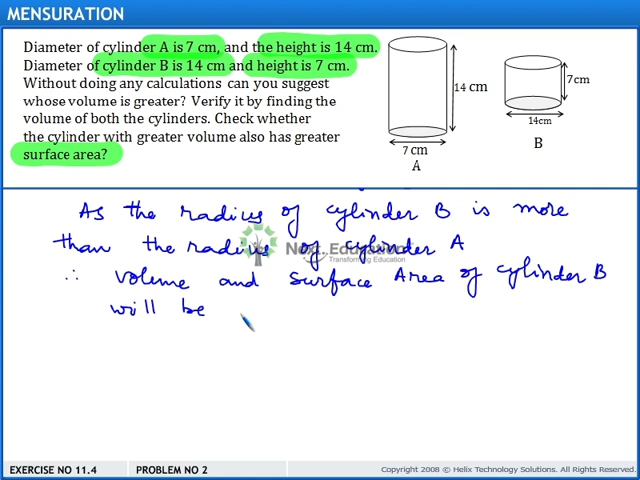 MENSURATION
Diameter of cylinder A is 7 cm, and the height is 14 cm.
Diameter of cylinder B is 14 cm and height is 7 cm.
Without doing any calculations can you suggest
whose volume is greater? Verify it by finding the
volume of both the cylinders. Check whether
the cylinder with greater volume also has greater
surface area?
14 cm
7 cm
A
7cm
14cm
B
As the radius of cylinder B is more
than the radius of cylinder A
∴ volume and surface Area of cylinder B
will be
Next Education
Transforming Education
EXERCISE NO 11.4
PROBLEM NO 2
Copyright 2008 © Helix Technology Solutions. All Rights Reserved.